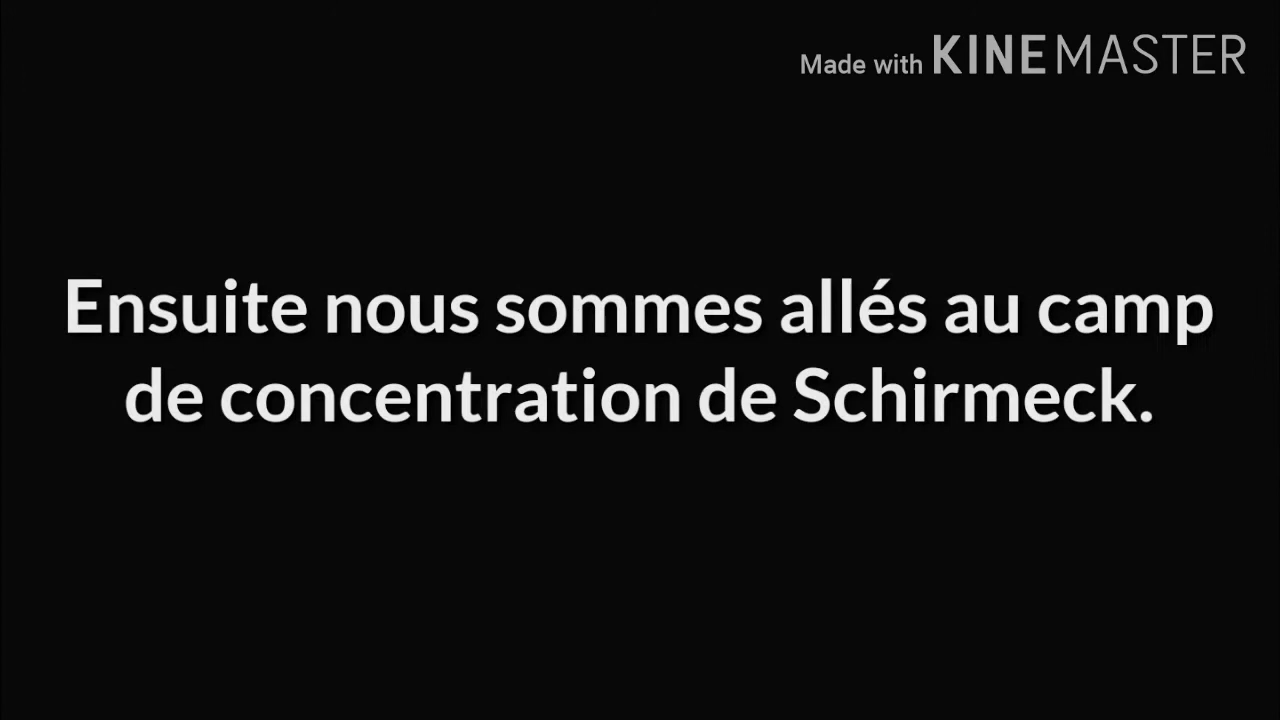 Made with KINEMASTER
Ensuite nous sommes allés au camp
de concentration de Schirmeck.